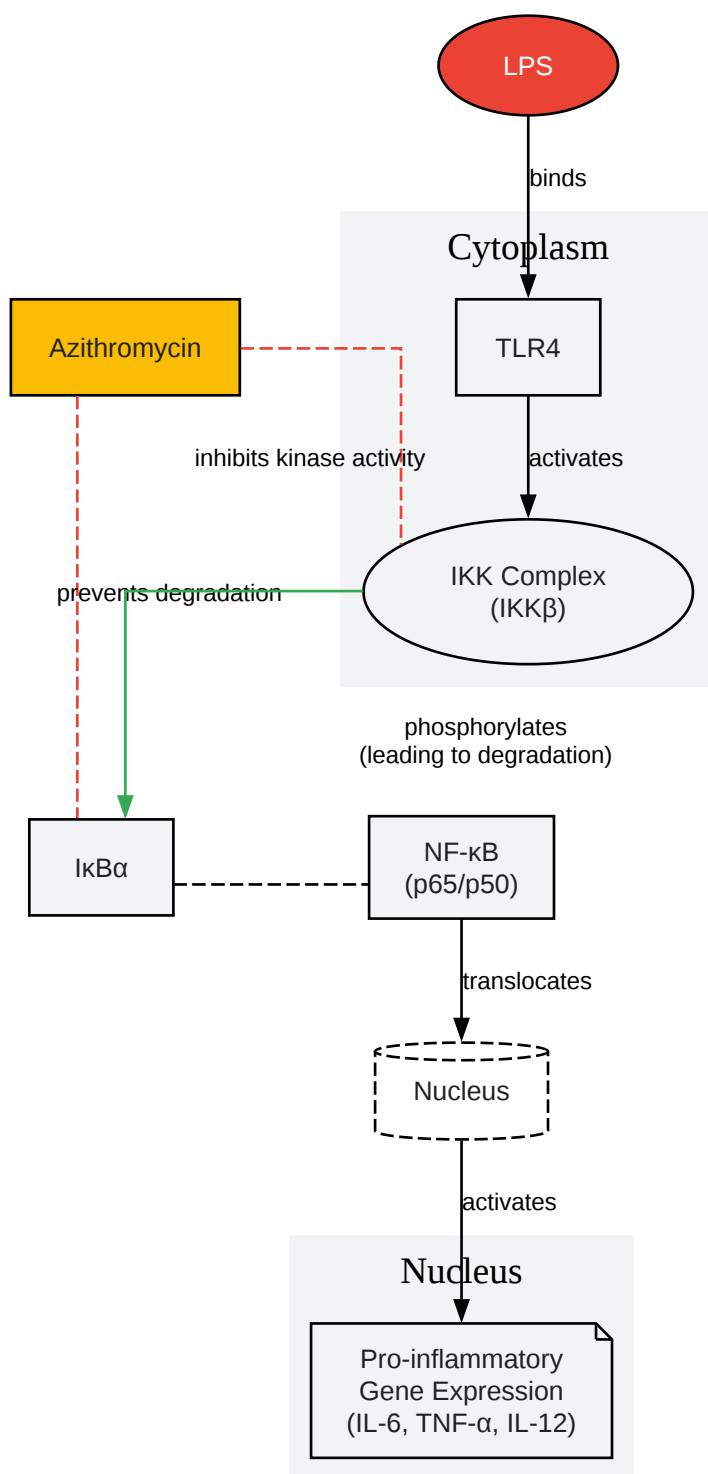 LPS
binds
Cytoplasm
Azithromycin
TLR4
inhibits kinase activity
activates
IKK Complex
(IKKβ)
prevents degradation
phosphorylates
(leading to degradation)
IκBα
NF-κB
(p65/p50)
translocates
Nucleus
activates
Nucleus
Pro-inflammatory
Gene Expression
(IL-6, TNF-α, IL-12)